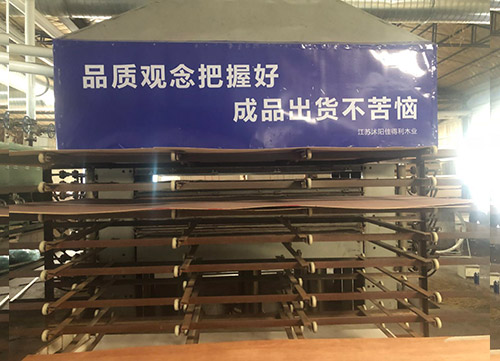 品质观念把握好
成品出货不苦恼
江苏沭阳佳得利木业